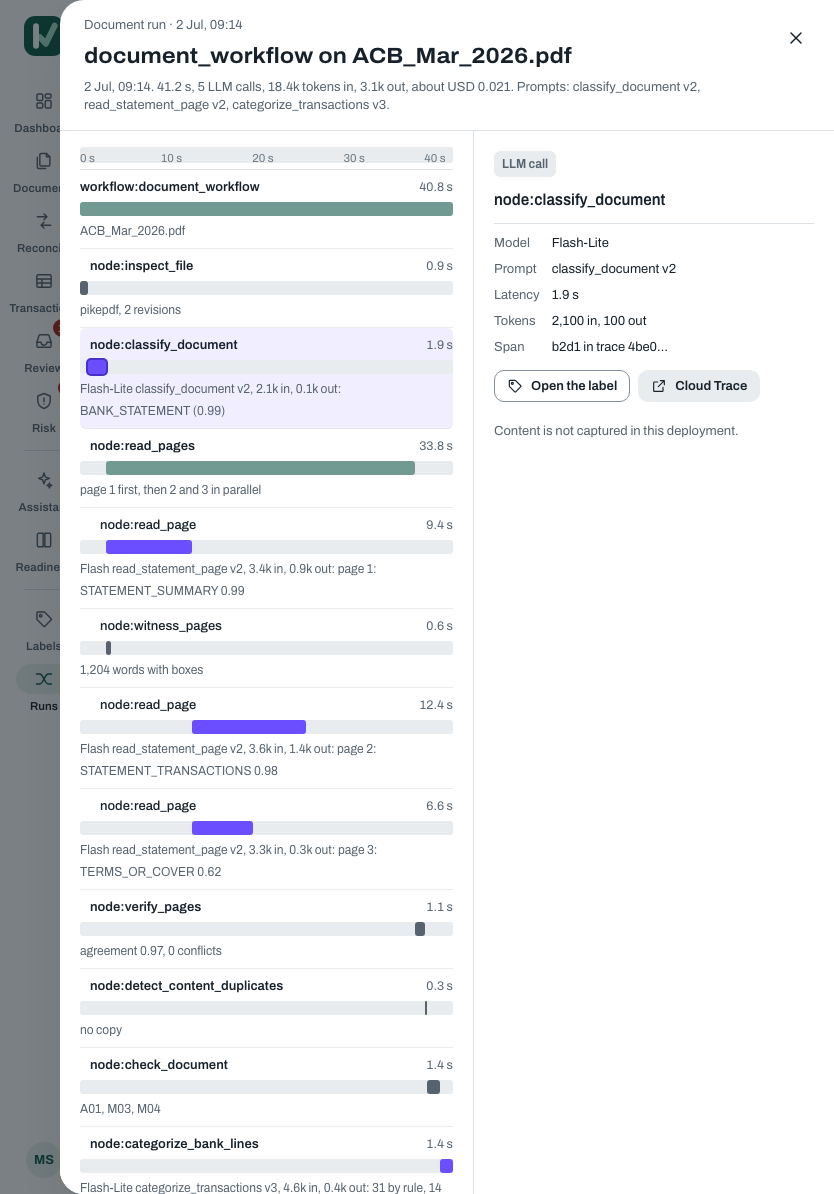 Document run · 2 Jul, 09:14
document_workflow on ACB_Mar_2026.pdf
2 Jul, 09:14. 41.2 s, 5 LLM calls, 18.4k tokens in, 3.1k out, about USD 0.021. Prompts: classify_document v2,
read_statement_page v2, categorize_transactions v3.
Dashboa
Documen
Reconci
Transactio
Review
Risk
Assista
Readine
Labels
Runs
MS
0 s 10 s 20 s 30 s 40 s
workflow:document_workflow 40.8 s
ACB_Mar_2026.pdf
node:inspect_file 0.9 s
pikepdf, 2 revisions
node:classify_document 1.9 s
Flash-Lite classify_document v2, 2.1k in, 0.1k out:
BANK_STATEMENT (0.99)
node:read_pages 33.8 s
page 1 first, then 2 and 3 in parallel
node:read_page 9.4 s
Flash read_statement_page v2, 3.4k in, 0.9k out: page 1:
STATEMENT_SUMMARY 0.99
node:witness_pages 0.6 s
1,204 words with boxes
node:read_page 12.4 s
Flash read_statement_page v2, 3.6k in, 1.4k out: page 2:
STATEMENT_TRANSACTIONS 0.98
node:read_page 6.6 s
Flash read_statement_page v2, 3.3k in, 0.3k out: page 3:
TERMS_OR_COVER 0.62
node:verify_pages 1.1 s
agreement 0.97, 0 conflicts
node:detect_content_duplicates 0.3 s
no copy
node:check_document 1.4 s
A01, M03, M04
node:categorize_bank_lines 1.4 s
Flash-Lite categorize_transactions v3, 4.6k in, 0.4k out: 31 by rule, 14
LLM call
node:classify_document
Model Flash-Lite
Prompt classify_document v2
Latency 1.9 s
Tokens 2,100 in, 100 out
Span b2d1 in trace 4be0...
Open the label
Cloud Trace
Content is not captured in this deployment.